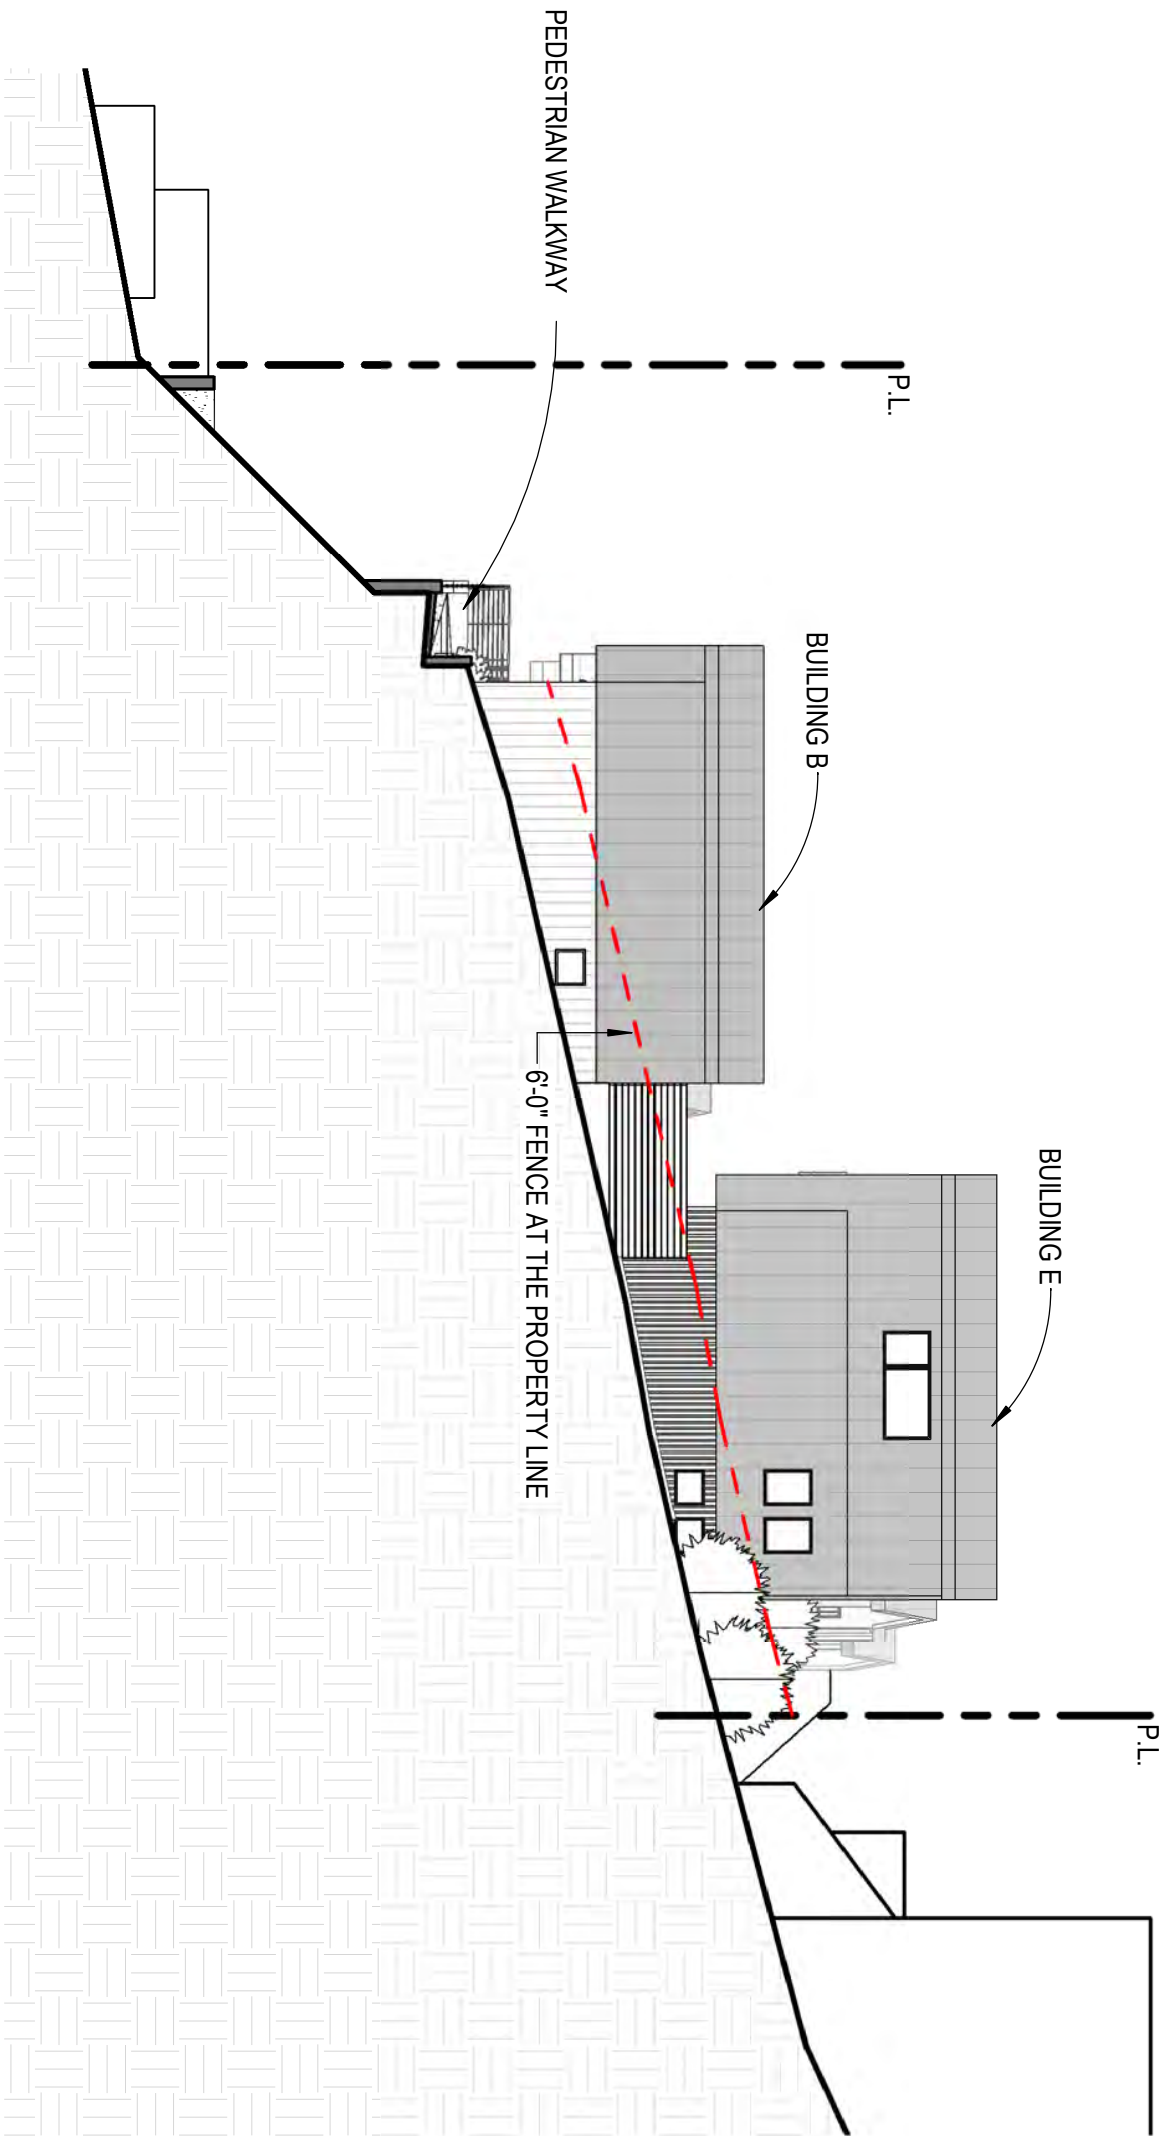 PEDESTRIAN WALKWAY
P.L.
BUILDING B
6'-0" FENCE AT THE PROPERTY LINE
BUILDING E
P.L.